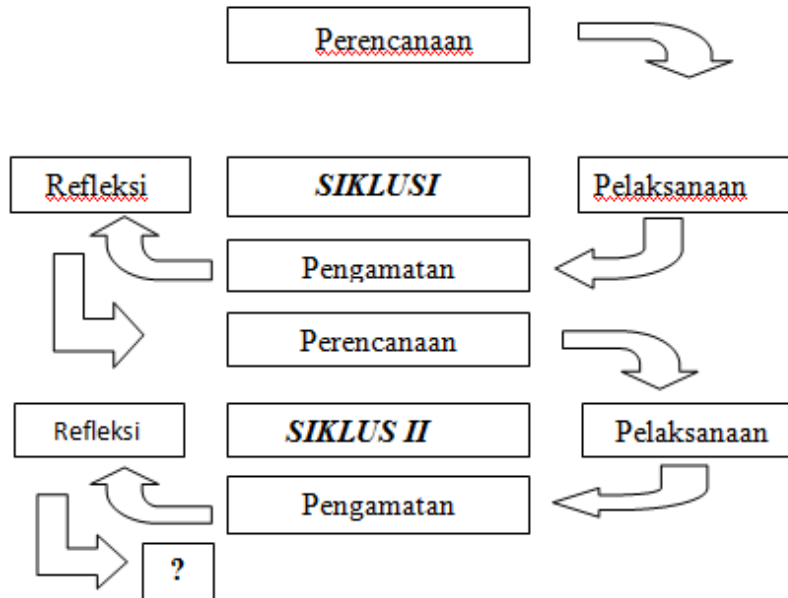 Perencanaan
Refleksi
SIKLUSI
Pelaksanaan
Pengamatan
Perencanaan
Refleksi
SIKLUS II
Pelaksanaan
Pengamatan
?